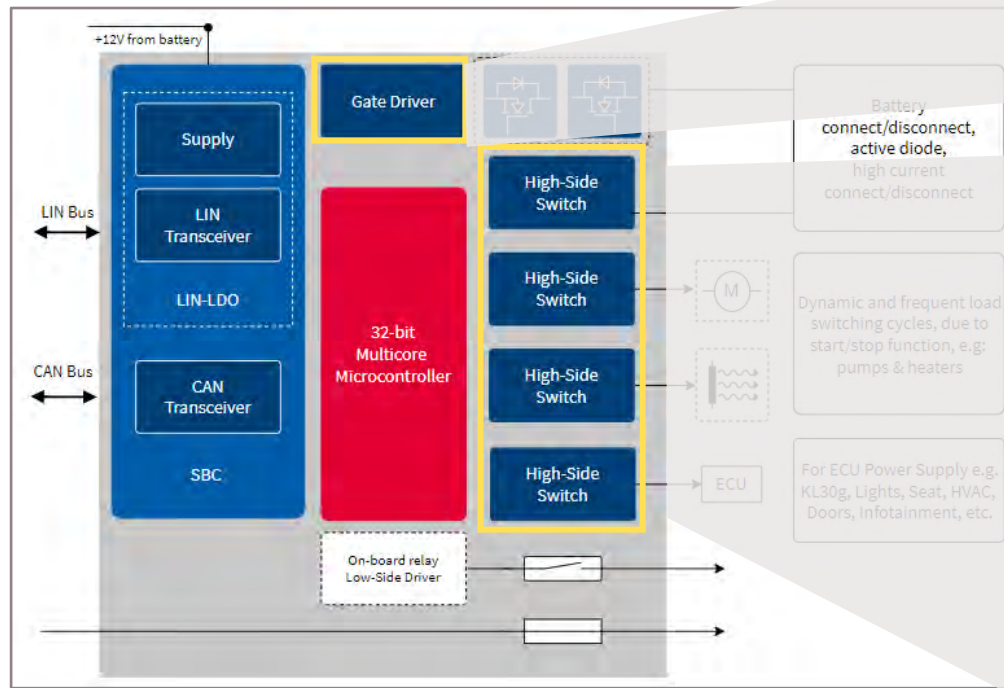 +12V from battery
Supply
LIN
Transceiver
LIN-LDO
CAN
Transceiver
SBC
LIN Bus
CAN Bus
Gate Driver
32-bit
Multicore
Microcontroller
On-board relay
Low-Side Driver
High-Side
Switch
High-Side
Switch
High-Side
Switch
High-Side
Switch
M
ECU
Battery
connect/disconnect,
active diode,
high current
connect/disconnect
Dynamic and frequent load
switching cycles, due to
start/stop function, e.g:
pumps & heaters
For ECU Power Supply e.g.
KL30g, Lights, Seat, HVAC,
Doors, Infotainment, etc.